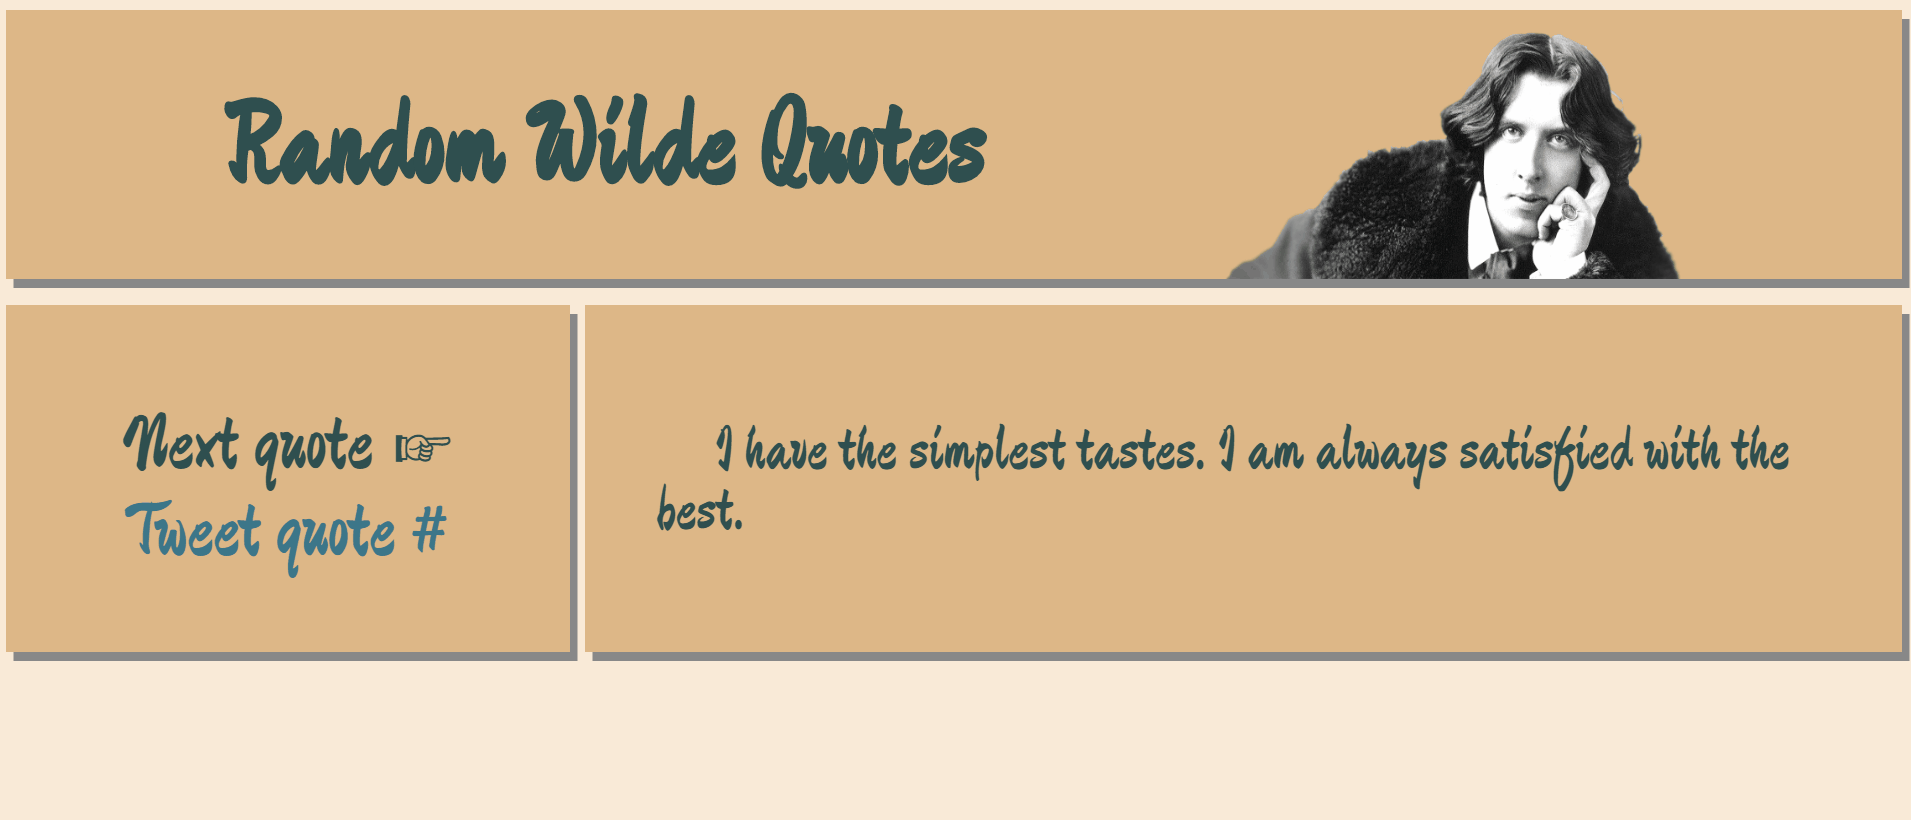 Random Wilde Quotes
Next quote ☞
Tweet quote #
I have the simplest tastes. I am always satisfied with the
best.